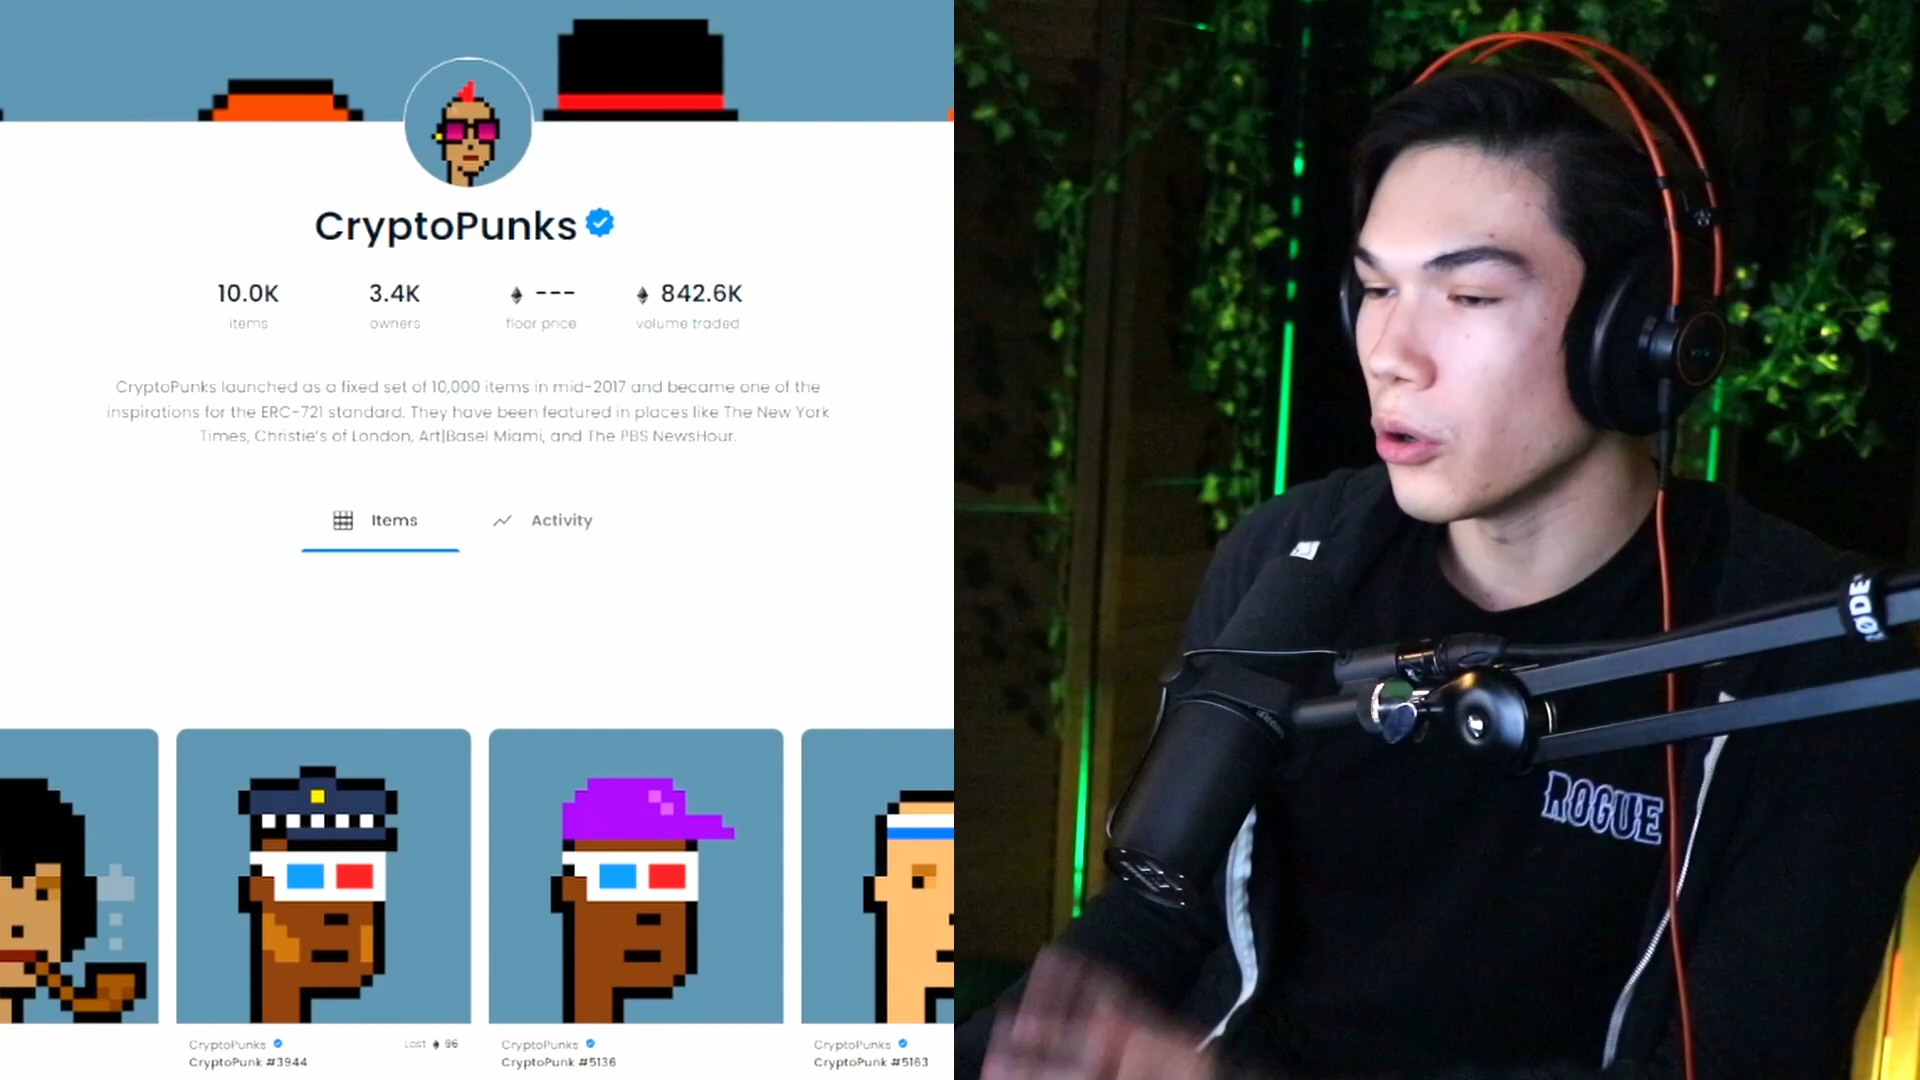 CryptoPunks
10.0K
items
3.4K
owners
---
floor price
842.6K
volume traded
CryptoPunks launched as a fixed set of 10,000 items in mid-2017 and became one of the
inspirations for the ERC-721 standard. They have been featured in places like The New York
Times, Christie's of London, Art|Basel Miami, and The PBS NewsHour.
Items
Activity
CryptoPunks
Last 96
CryptoPunk #3944
CryptoPunks
CryptoPunk #5136
CryptoPunks
CryptoPunk #5163
RØDE
ROGUE